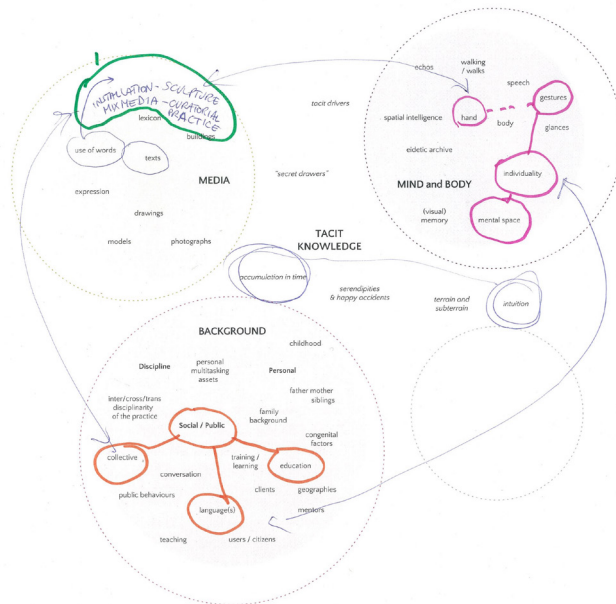 INSTALLATION - SCULPTURE
MIXMEDIA - CURATORIAL
PRACTICE
lexicon
buildings
use of words
texts
MEDIA
expression
drawings
models
photographs
tacit drivers
"secret drawers"
echos
walking
/ walks
speech
gestures
hand
spatial intelligence
body
glances
eidetic archive
individuality
MIND and BODY
(visual)
memory
mental space
TACIT
KNOWLEDGE
accumulation in time
serendipities
& happy accidents
terrain and
subterrain
intuition
BACKGROUND
childhood
Discipline
personal
multitasking
assets
Personal
father mother
siblings
inter/cross/trans
disciplinarity
of the practice
family
background
Social / Public
congenital
factors
collective
training /
learning
education
conversation
clients
geographies
public behaviours
language(s)
mentors
teaching
users / citizens